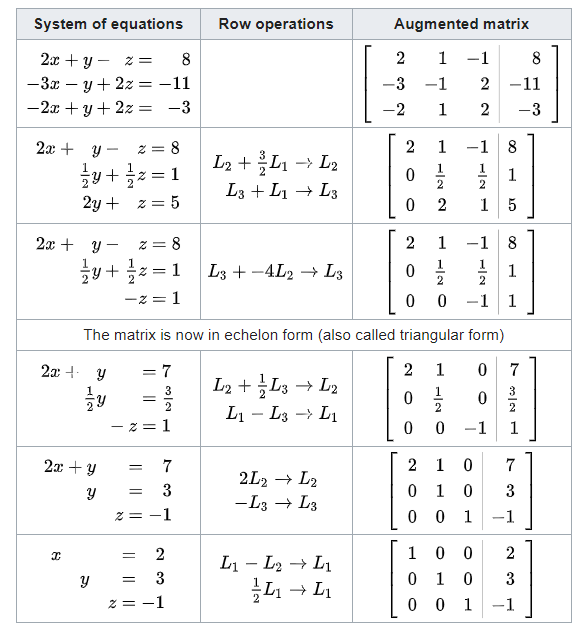 System of equations Row operations Augmented matrix
2x + y − z = 8
−3x − y + 2z = −11
−2x + y + 2z = −3
2 1 −1 8
−3 −1 2 −11
−2 1 2 −3
2x + y − z = 8
½y + ½z = 1
2y + z = 5
L₂ + 3/2 L₁ → L₂
L₃ + L₁ → L₃
2 1 −1 8
0 ½ ½ 1
0 2 1 5
2x + y − z = 8
½y + ½z = 1
−z = 1
L₃ + −4L₂ → L₃
2 1 −1 8
0 ½ ½ 1
0 0 −1 1
The matrix is now in echelon form (also called triangular form)
2x + y = 7
½y = 3/2
− z = 1
L₂ + ½L₃ → L₂
L₁ − L₃ → L₁
2 1 0 7
0 ½ 0 3/2
0 0 −1 1
2x + y = 7
y = 3
z = −1
2L₂ → L₂
−L₃ → L₃
2 1 0 7
0 1 0 3
0 0 1 −1
x = 2
y = 3
z = −1
L₁ − L₂ → L₁
½L₁ → L₁
1 0 0 2
0 1 0 3
0 0 1 −1